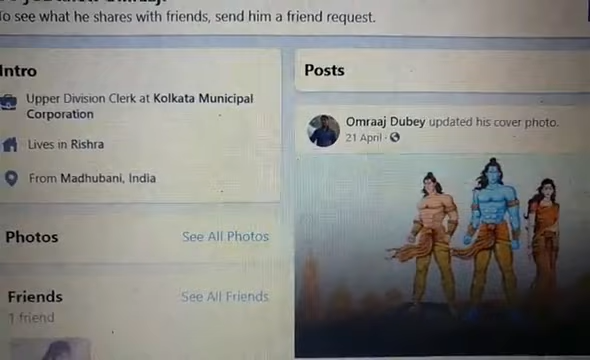 To see what he shares with friends, send him a friend request.
Intro
Upper Division Clerk at Kolkata Municipal
Corporation
Lives in Rishra
From Madhubani, India
Photos
See All Photos
Friends
See All Friends
1 friend
Posts
Omraaj Dubey updated his cover photo.
21 April ·